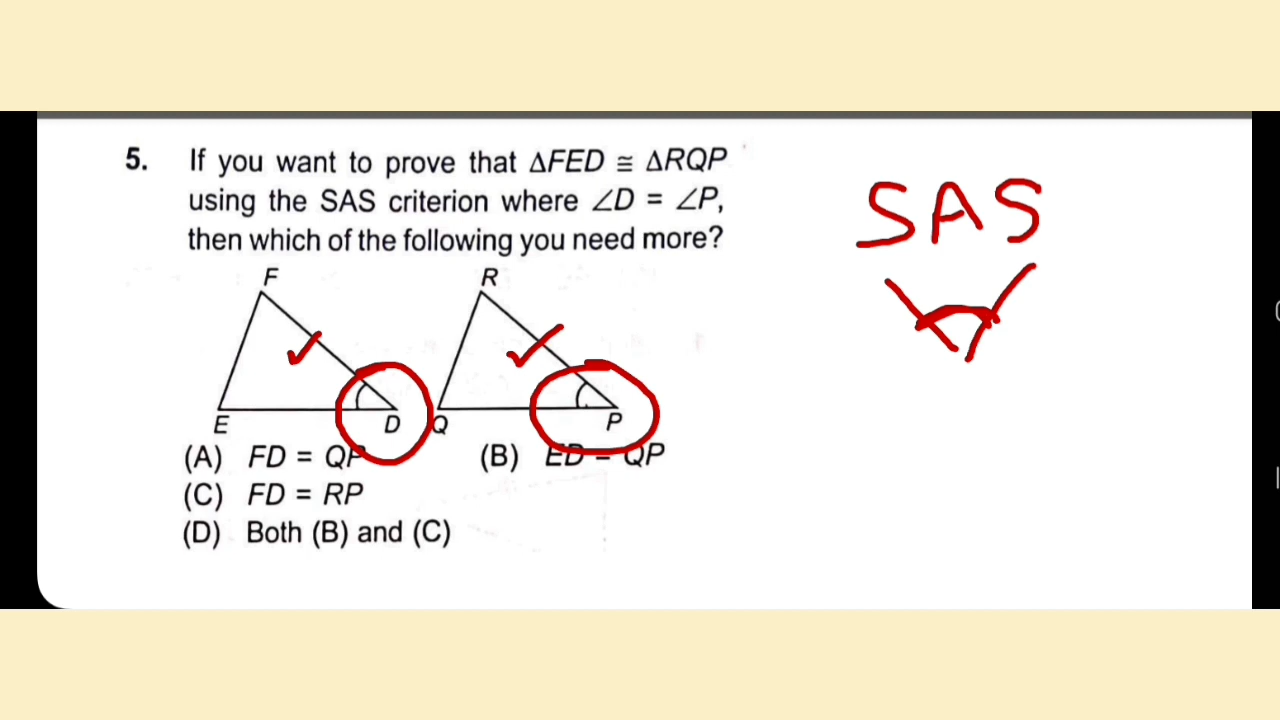 5. If you want to prove that ΔFED ≅ ΔRQP
using the SAS criterion where ∠D = ∠P,
then which of the following you need more?
SAS
F R
E D Q P
(A) FD = QP (B) ED = QP
(C) FD = RP
(D) Both (B) and (C)